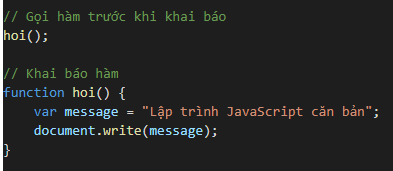 // Gọi hàm trước khi khai báo
hoi();
// Khai báo hàm
function hoi() {
    var message = "Lập trình JavaScript căn bản";
    document.write(message);
}